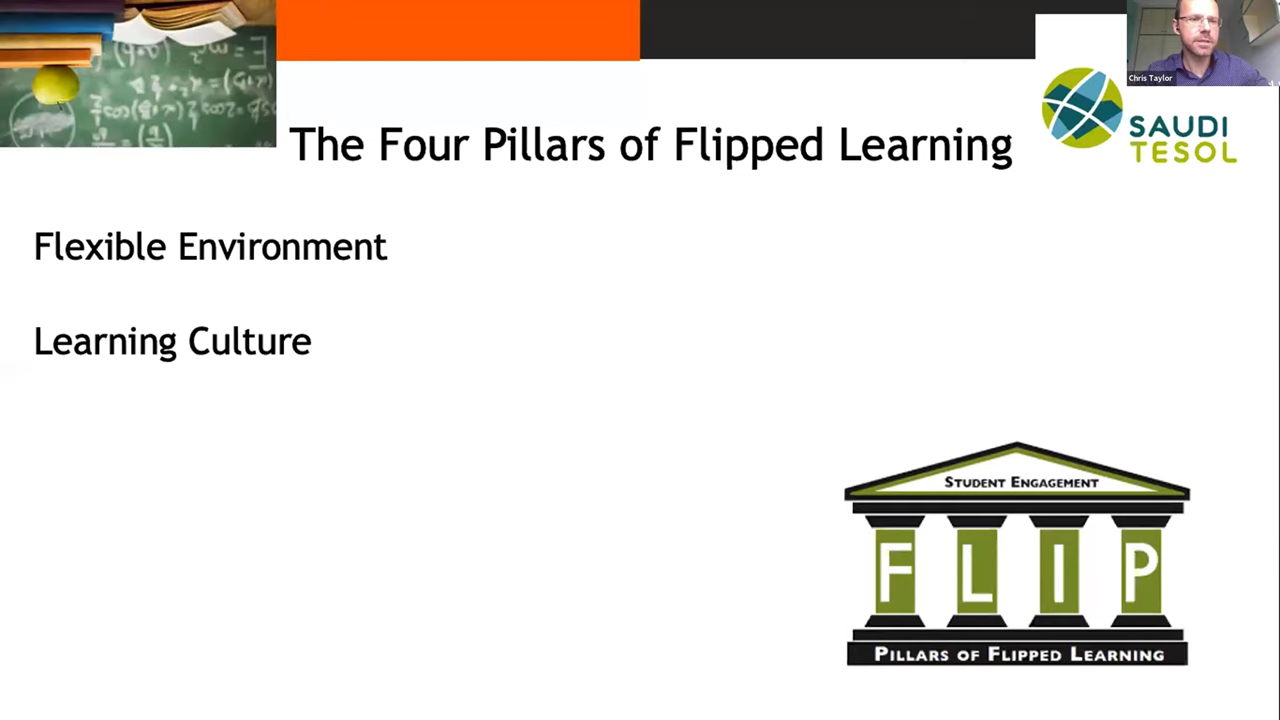 Chris Taylor
SAUDI
TESOL
The Four Pillars of Flipped Learning
Flexible Environment
Learning Culture
STUDENT ENGAGEMENT
F L I P
PILLARS OF FLIPPED LEARNING